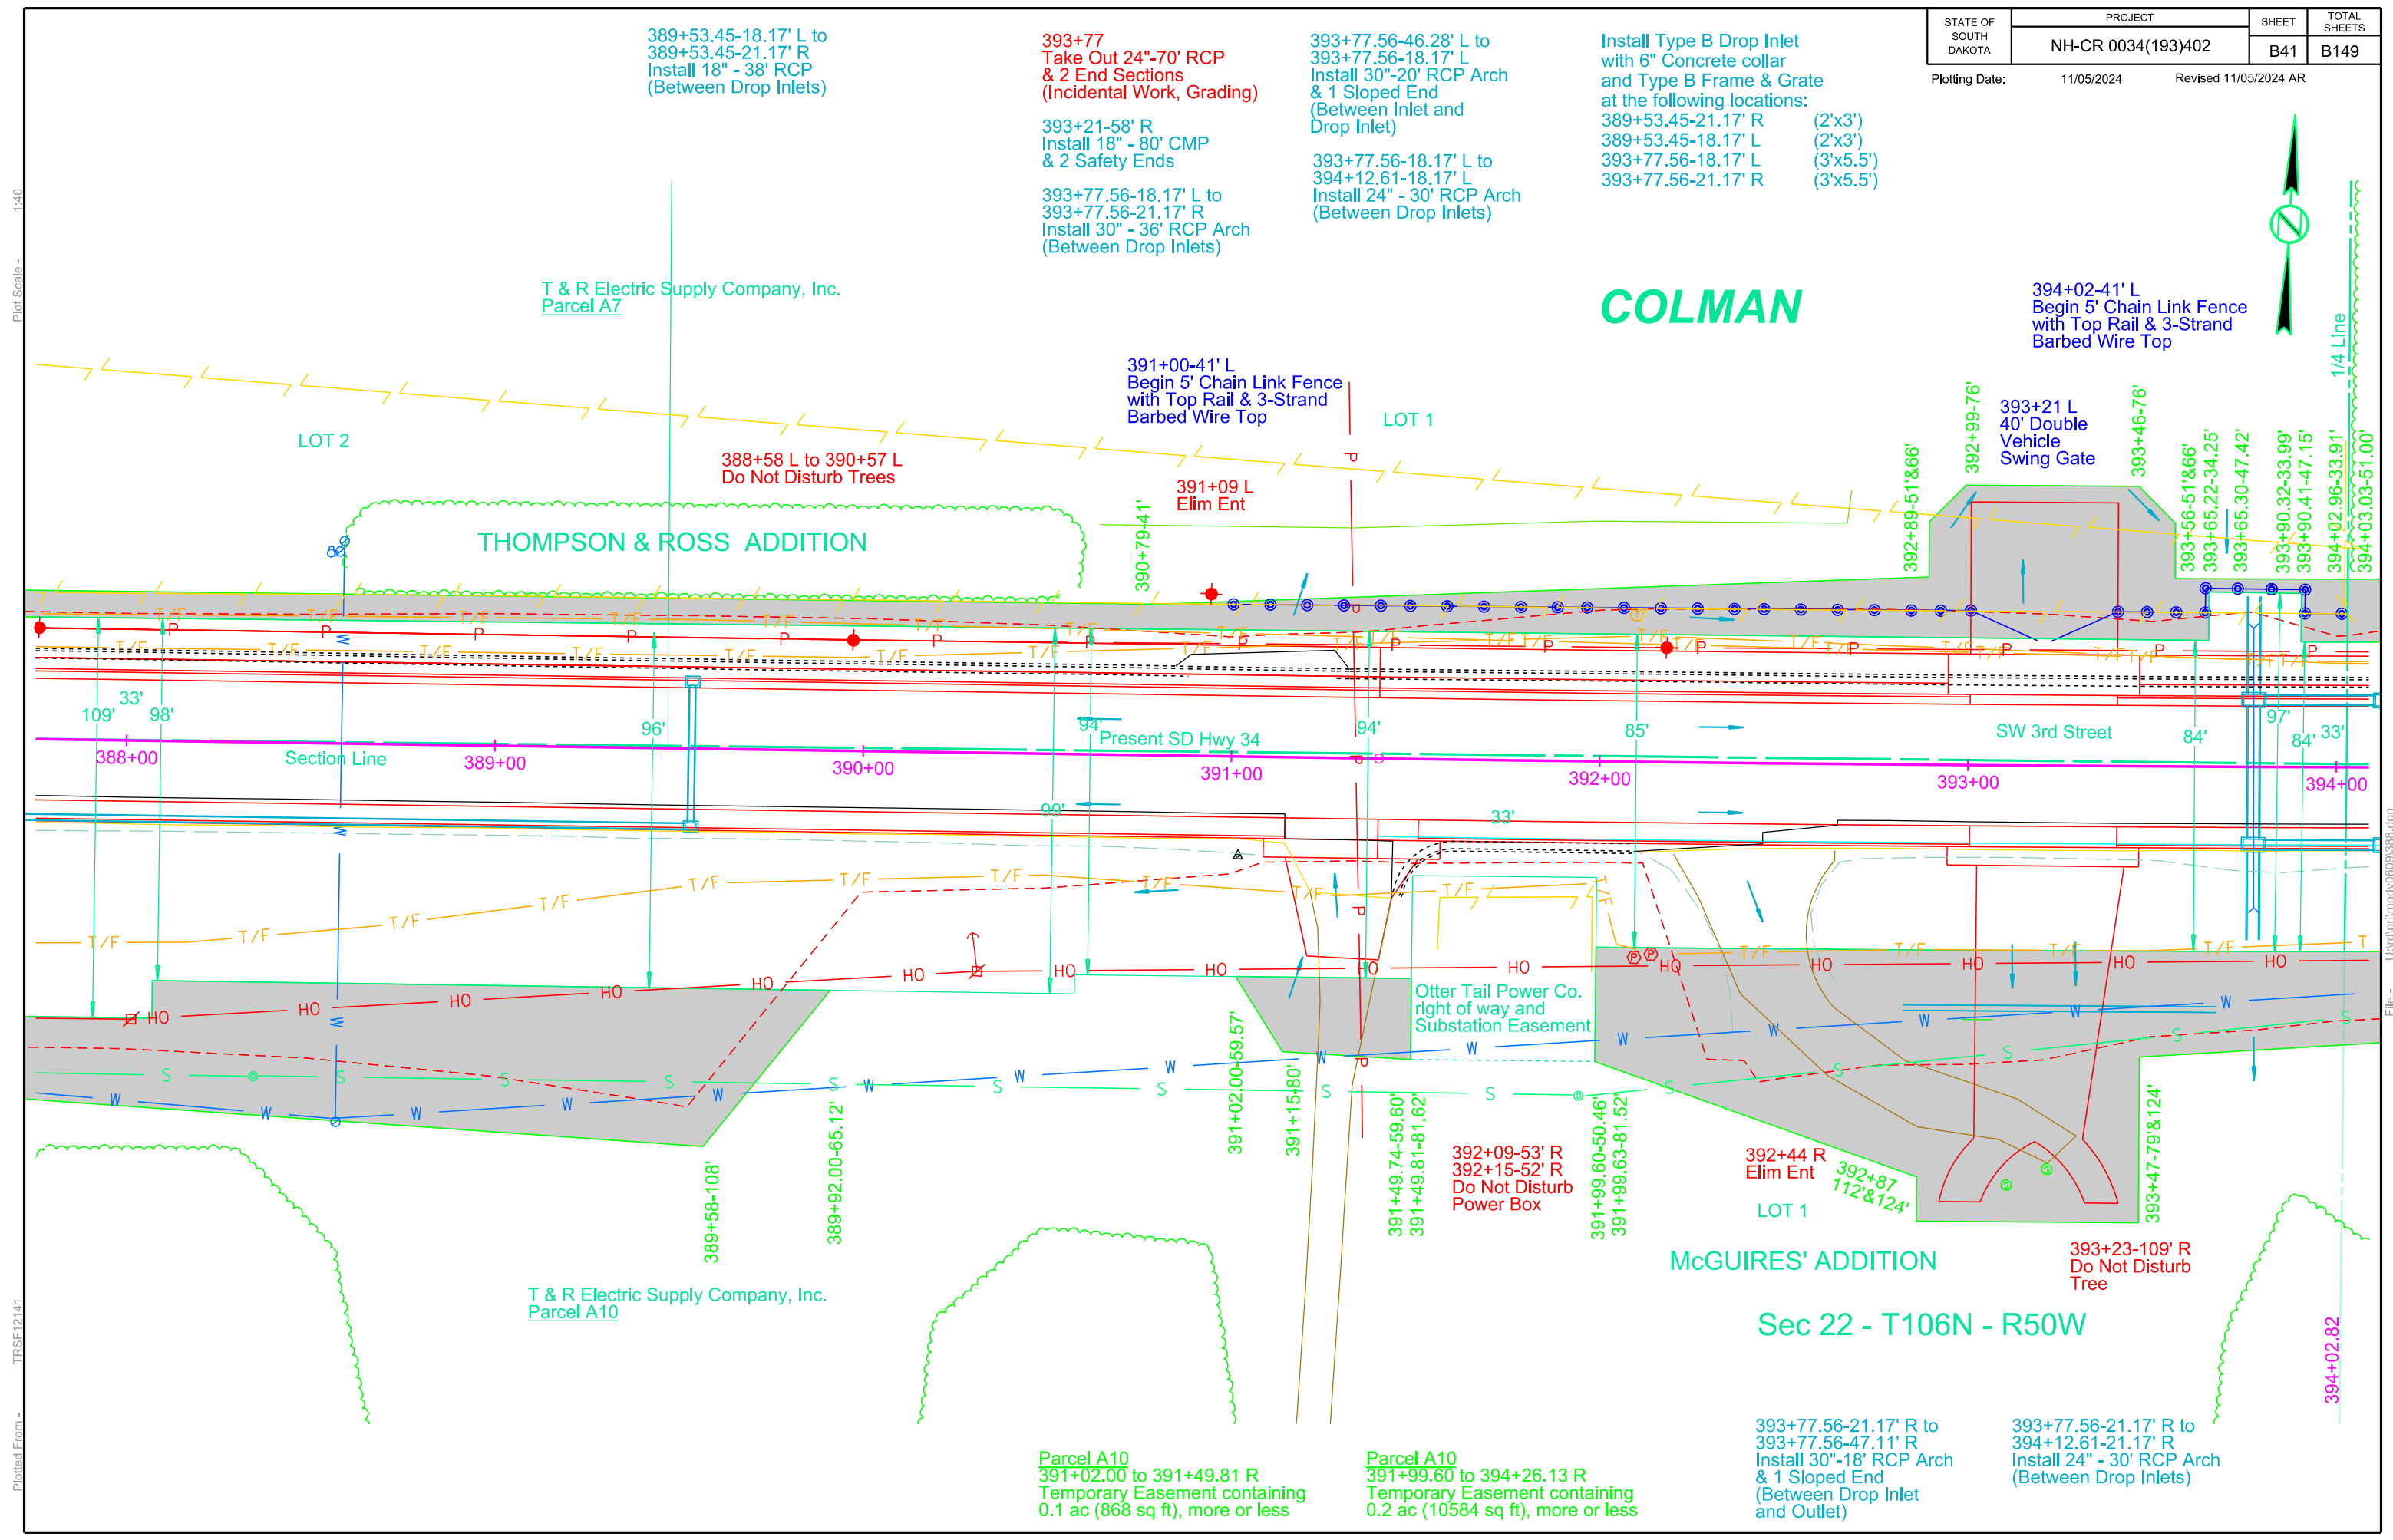 STATE OF
SOUTH
DAKOTA
PROJECT
NH-CR 0034(193)402
SHEET
B41
TOTAL
SHEETS
B149
Plotting Date:
11/05/2024
Revised 11/05/2024 AR
389+53.45-18.17' L to
389+53.45-21.17' R
Install 18" - 38' RCP
(Between Drop Inlets)
393+77
Take Out 24"-70' RCP
& 2 End Sections
(Incidental Work, Grading)
393+21-58' R
Install 18" - 80' CMP
& 2 Safety Ends
393+77.56-18.17' L to
393+77.56-21.17' R
Install 30" - 36' RCP Arch
(Between Drop Inlets)
393+77.56-46.28' L to
393+77.56-18.17' L
Install 30"-20' RCP Arch
& 1 Sloped End
(Between Inlet and
Drop Inlet)
393+77.56-18.17' L to
394+12.61-18.17' L
Install 24" - 30' RCP Arch
(Between Drop Inlets)
Install Type B Drop Inlet
with 6" Concrete collar
and Type B Frame & Grate
at the following locations:
389+53.45-21.17' R (2'x3')
389+53.45-18.17' L (2'x3')
393+77.56-18.17' L (3'x5.5')
393+77.56-21.17' R (3'x5.5')
Plot Scale - 1:40
T & R Electric Supply Company, Inc.
Parcel A7
COLMAN
394+02-41' L
Begin 5' Chain Link Fence
with Top Rail & 3-Strand
Barbed Wire Top
1/4 Line
391+00-41' L
Begin 5' Chain Link Fence
with Top Rail & 3-Strand
Barbed Wire Top
LOT 1
LOT 2
388+58 L to 390+57 L
Do Not Disturb Trees
391+09 L
Elim Ent
393+21 L
40' Double
Vehicle
Swing Gate
THOMPSON & ROSS ADDITION
390+79-41'
392+89-51'&66'
392+99-76'
393+46-76'
393+56-51'&66'
393+65.22-34.25'
393+65.30-47.42'
393+90.32-33.99'
393+90.41-47.15'
394+02.96-33.91'
394+03.03-51.00'
33'
109'
98'
96'
94'
94'
85'
84'
97'
84'
33'
Present SD Hwy 34
SW 3rd Street
Section Line
388+00
389+00
390+00
391+00
392+00
393+00
394+00
99'
33'
T/F
P
HO
W
S
Otter Tail Power Co.
right of way and
Substation Easement
389+58-108'
389+92.00-65.12'
391+02.00-59.57'
391+15-80'
391+49.74-59.60'
391+49.81-81.62'
391+99.60-50.46'
391+99.63-81.52'
392+87
112'&124'
393+47-79'&124'
392+09-53' R
392+15-52' R
Do Not Disturb
Power Box
392+44 R
Elim Ent
LOT 1
McGUIRES' ADDITION
393+23-109' R
Do Not Disturb
Tree
Sec 22 - T106N - R50W
394+02.82
T & R Electric Supply Company, Inc.
Parcel A10
Parcel A10
391+02.00 to 391+49.81 R
Temporary Easement containing
0.1 ac (868 sq ft), more or less
Parcel A10
391+99.60 to 394+26.13 R
Temporary Easement containing
0.2 ac (10584 sq ft), more or less
393+77.56-21.17' R to
393+77.56-47.11' R
Install 30"-18' RCP Arch
& 1 Sloped End
(Between Drop Inlet
and Outlet)
393+77.56-21.17' R to
394+12.61-21.17' R
Install 24" - 30' RCP Arch
(Between Drop Inlets)
Plotted From - TRSF12141
File -